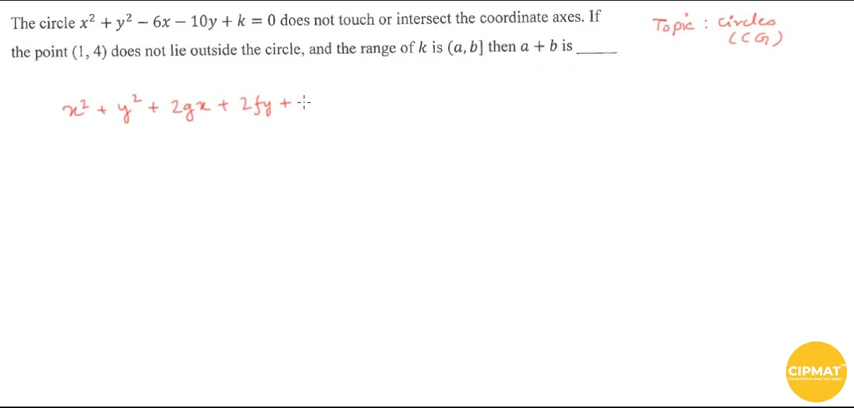 The circle x² + y² − 6x − 10y + k = 0 does not touch or intersect the coordinate axes. If
the point (1, 4) does not lie outside the circle, and the range of k is (a, b] then a + b is _____
Topic : Circles
(CG)
x² + y² + 2gx + 2fy +
CIPMAT